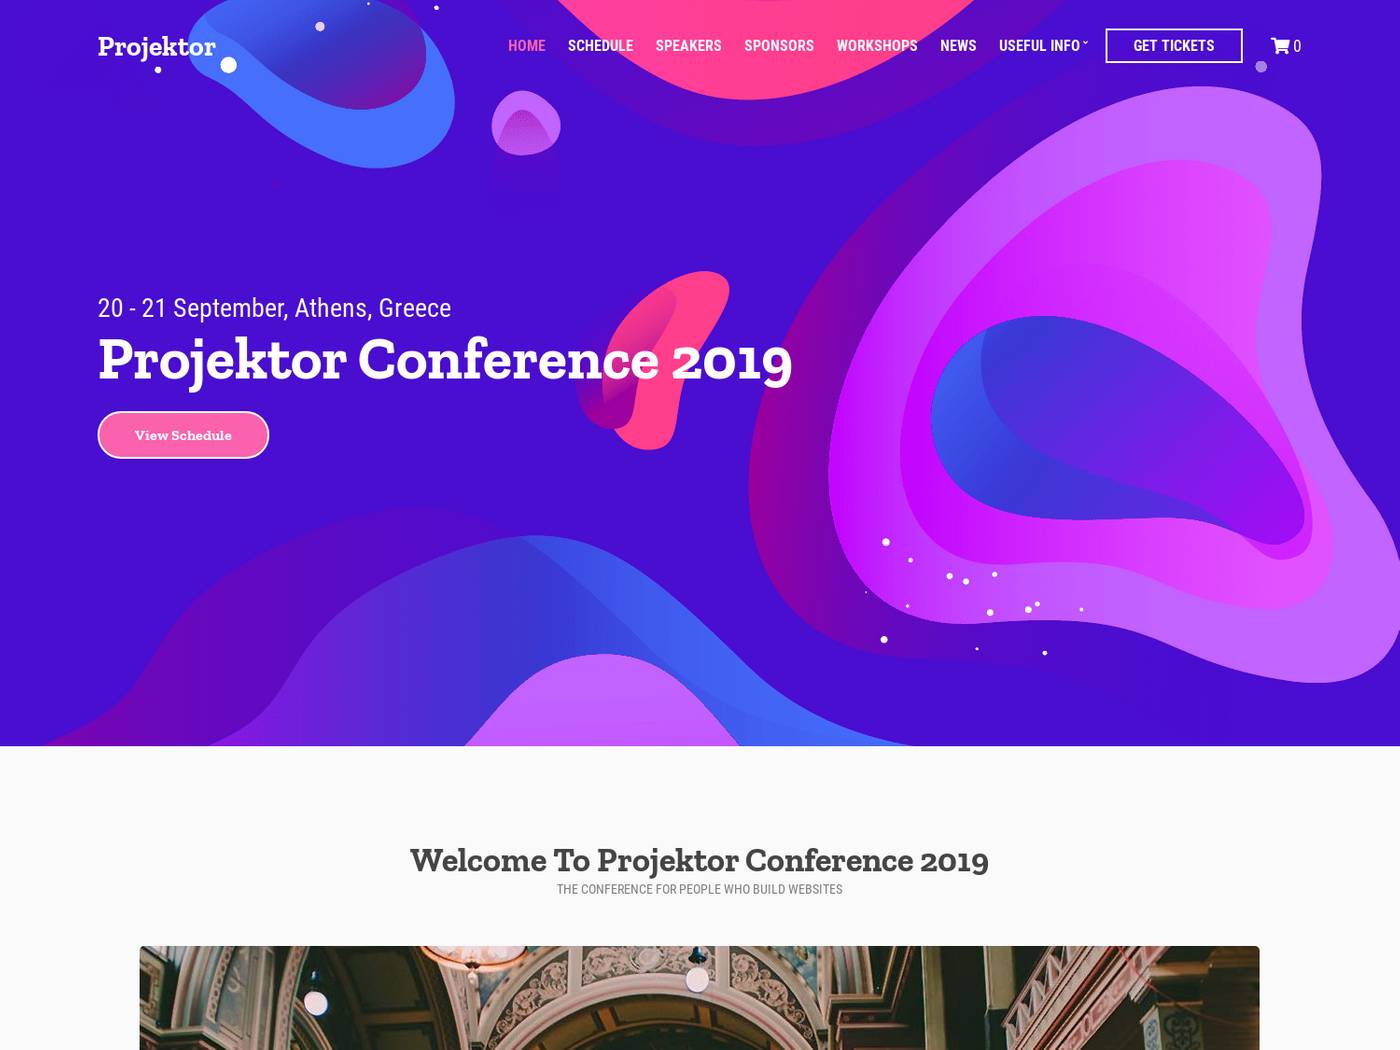 Projektor
HOME SCHEDULE SPEAKERS SPONSORS WORKSHOPS NEWS USEFUL INFO GET TICKETS 0
20 - 21 September, Athens, Greece
Projektor Conference 2019
View Schedule
Welcome To Projektor Conference 2019
THE CONFERENCE FOR PEOPLE WHO BUILD WEBSITES